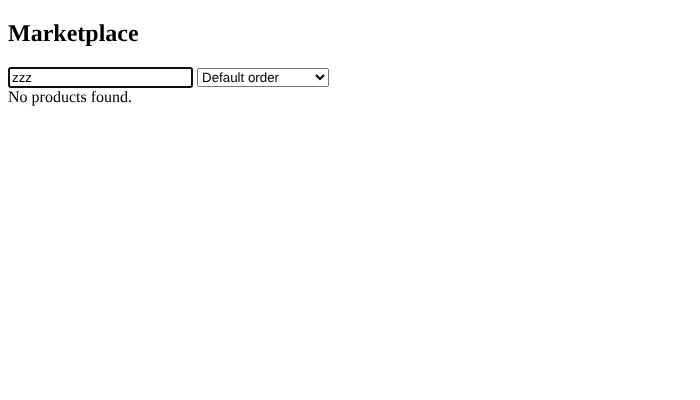 Marketplace
zzz Default order
No products found.